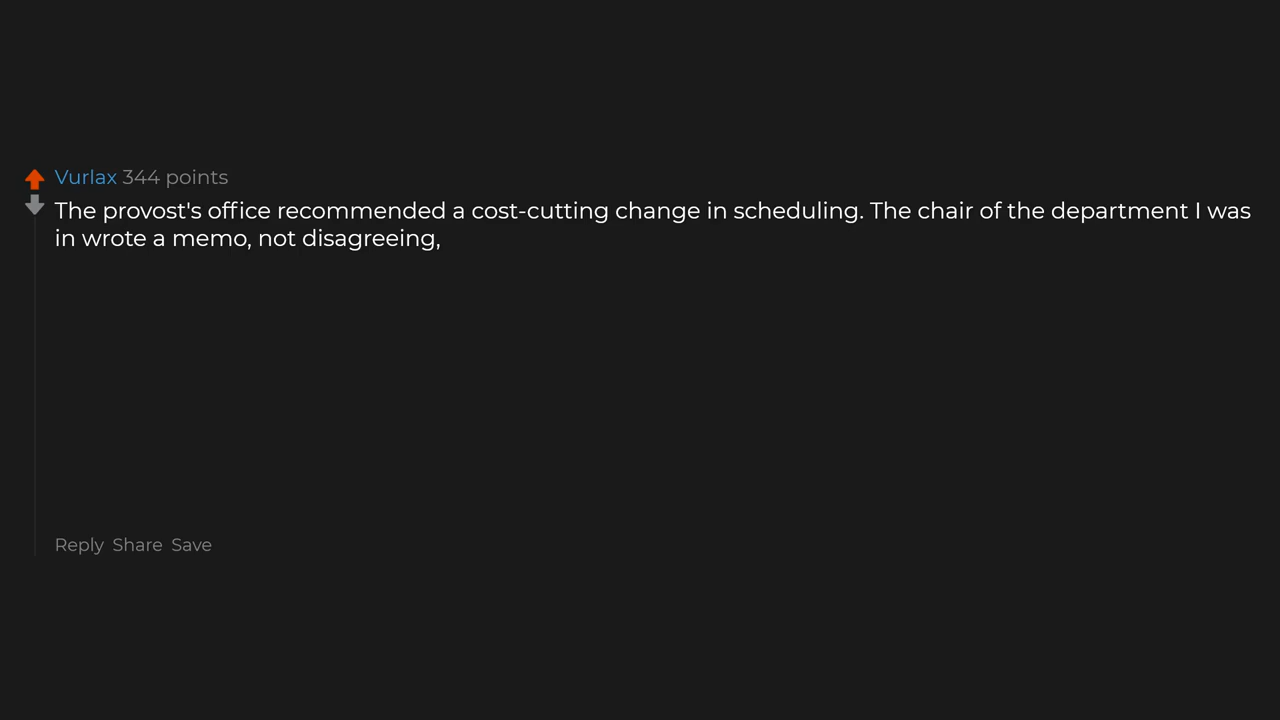 Vurlax 344 points
The provost's office recommended a cost-cutting change in scheduling. The chair of the department I was
in wrote a memo, not disagreeing,
Reply Share Save